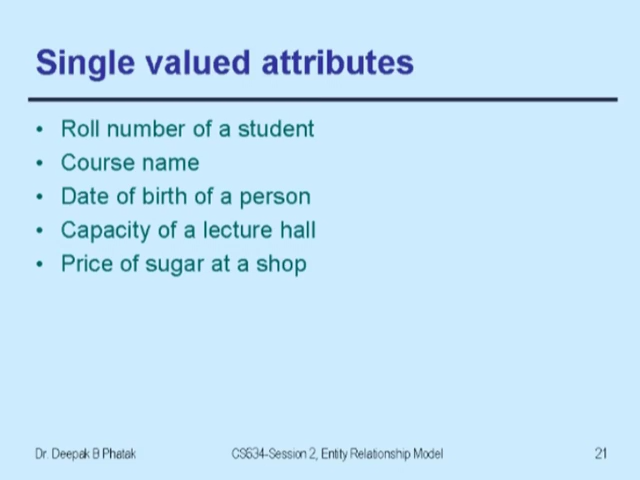 Single valued attributes
• Roll number of a student
• Course name
• Date of birth of a person
• Capacity of a lecture hall
• Price of sugar at a shop
Dr. Deepak B Phatak CS634-Session 2, Entity Relationship Model 21